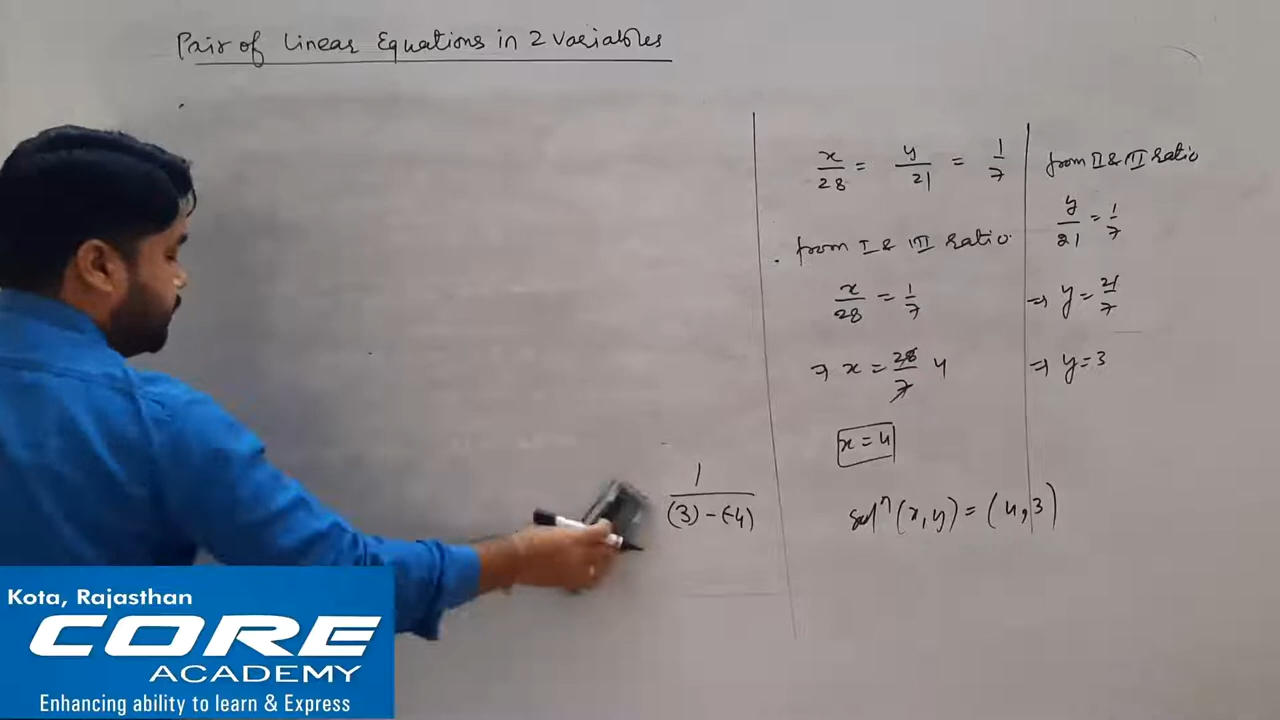 Pair of Linear Equations in 2 variables
x/28 = y/21 = 1/7
from I & III ratio
x/28 = 1/7
⇒ x = 28/7 4
x = 4
solⁿ (x, y) = (4, 3)
from II & III ratio
y/21 = 1/7
⇒ y = 21/7
⇒ y = 3
1/(3) - (-4)
Kota, Rajasthan
CORE
ACADEMY
Enhancing ability to learn & Express